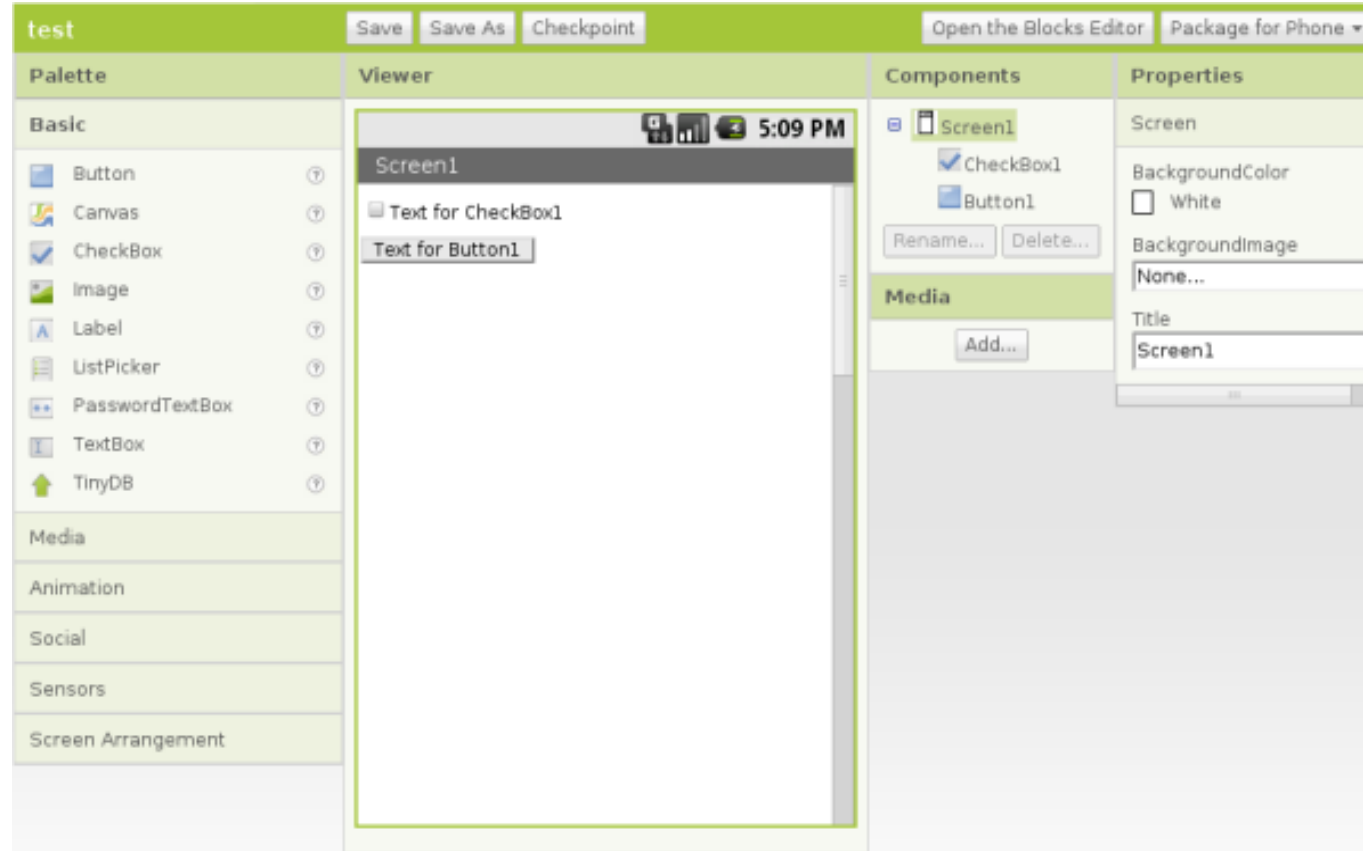 test
Save
Save As
Checkpoint
Open the Blocks Editor
Package for Phone
Palette
Basic
Button
Canvas
CheckBox
Image
Label
ListPicker
PasswordTextBox
TextBox
TinyDB
Media
Animation
Social
Sensors
Screen Arrangement
Viewer
5:09 PM
Screen1
Text for CheckBox1
Text for Button1
Components
Screen1
CheckBox1
Button1
Rename...
Delete...
Media
Add...
Properties
Screen
BackgroundColor
White
BackgroundImage
None...
Title
Screen1